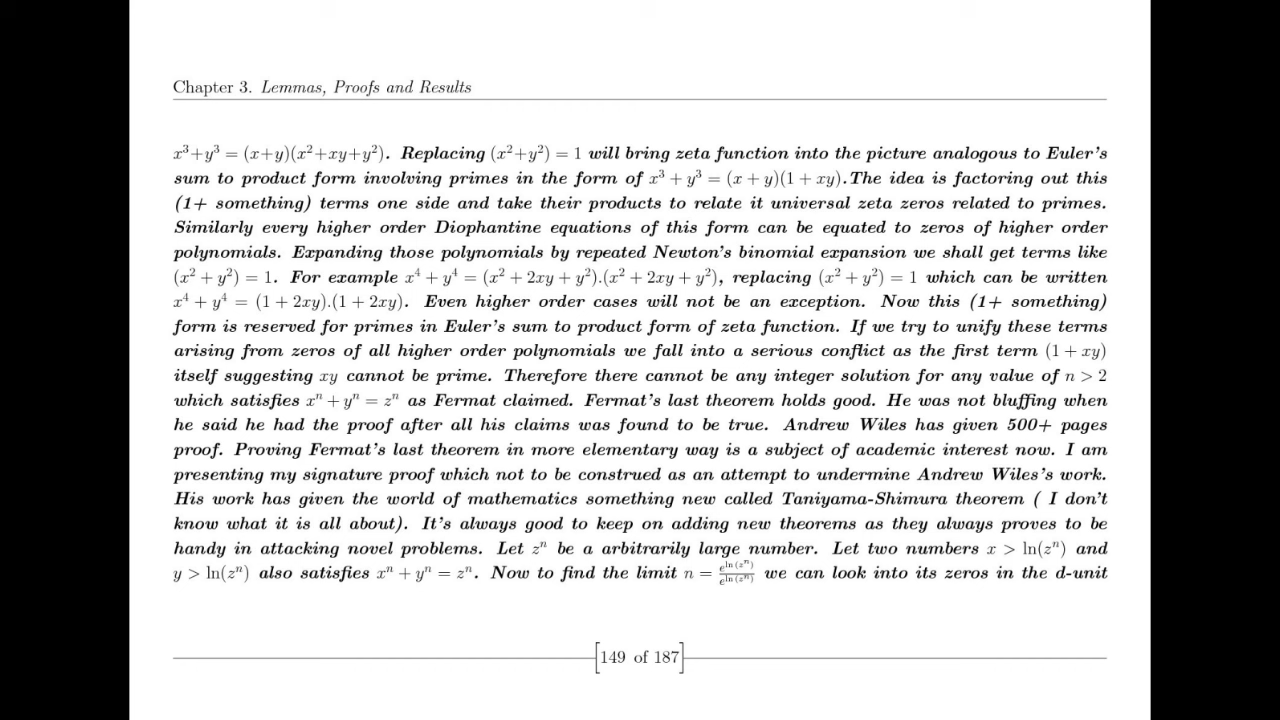 Chapter 3. Lemmas, Proofs and Results
x³+y³ = (x+y)(x²+xy+y²). Replacing (x²+y²) = 1 will bring zeta function into the picture analogous to Euler's
sum to product form involving primes in the form of x³ + y³ = (x + y)(1 + xy).The idea is factoring out this
(1+ something) terms one side and take their products to relate it universal zeta zeros related to primes.
Similarly every higher order Diophantine equations of this form can be equated to zeros of higher order
polynomials. Expanding those polynomials by repeated Newton's binomial expansion we shall get terms like
(x² + y²) = 1. For example x⁴ + y⁴ = (x² + 2xy + y²).(x² + 2xy + y²), replacing (x² + y²) = 1 which can be written
x⁴ + y⁴ = (1 + 2xy).(1 + 2xy). Even higher order cases will not be an exception. Now this (1+ something)
form is reserved for primes in Euler's sum to product form of zeta function. If we try to unify these terms
arising from zeros of all higher order polynomials we fall into a serious conflict as the first term (1 + xy)
itself suggesting xy cannot be prime. Therefore there cannot be any integer solution for any value of n > 2
which satisfies xⁿ + yⁿ = zⁿ as Fermat claimed. Fermat's last theorem holds good. He was not bluffing when
he said he had the proof after all his claims was found to be true. Andrew Wiles has given 500+ pages
proof. Proving Fermat's last theorem in more elementary way is a subject of academic interest now. I am
presenting my signature proof which not to be construed as an attempt to undermine Andrew Wiles's work.
His work has given the world of mathematics something new called Taniyama-Shimura theorem ( I don't
know what it is all about). It's always good to keep on adding new theorems as they always proves to be
handy in attacking novel problems. Let zⁿ be a arbitrarily large number. Let two numbers x > ln(zⁿ) and
y > ln(zⁿ) also satisfies xⁿ + yⁿ = zⁿ. Now to find the limit n = e^{ln(zⁿ)}/e^{ln(zⁿ)} we can look into its zeros in the d-unit
149 of 187